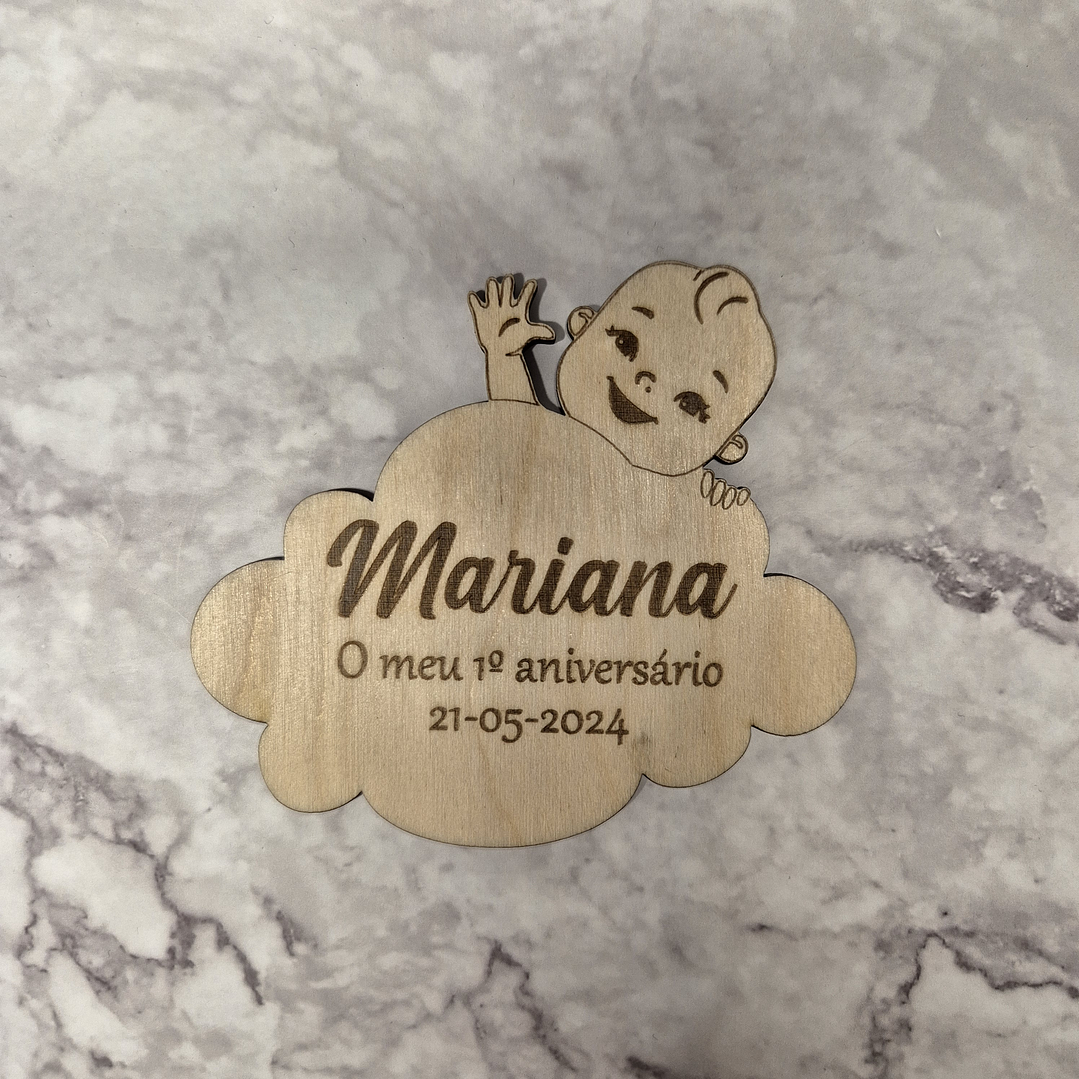 Mariana
O meu 1º aniversário
21-05-2024